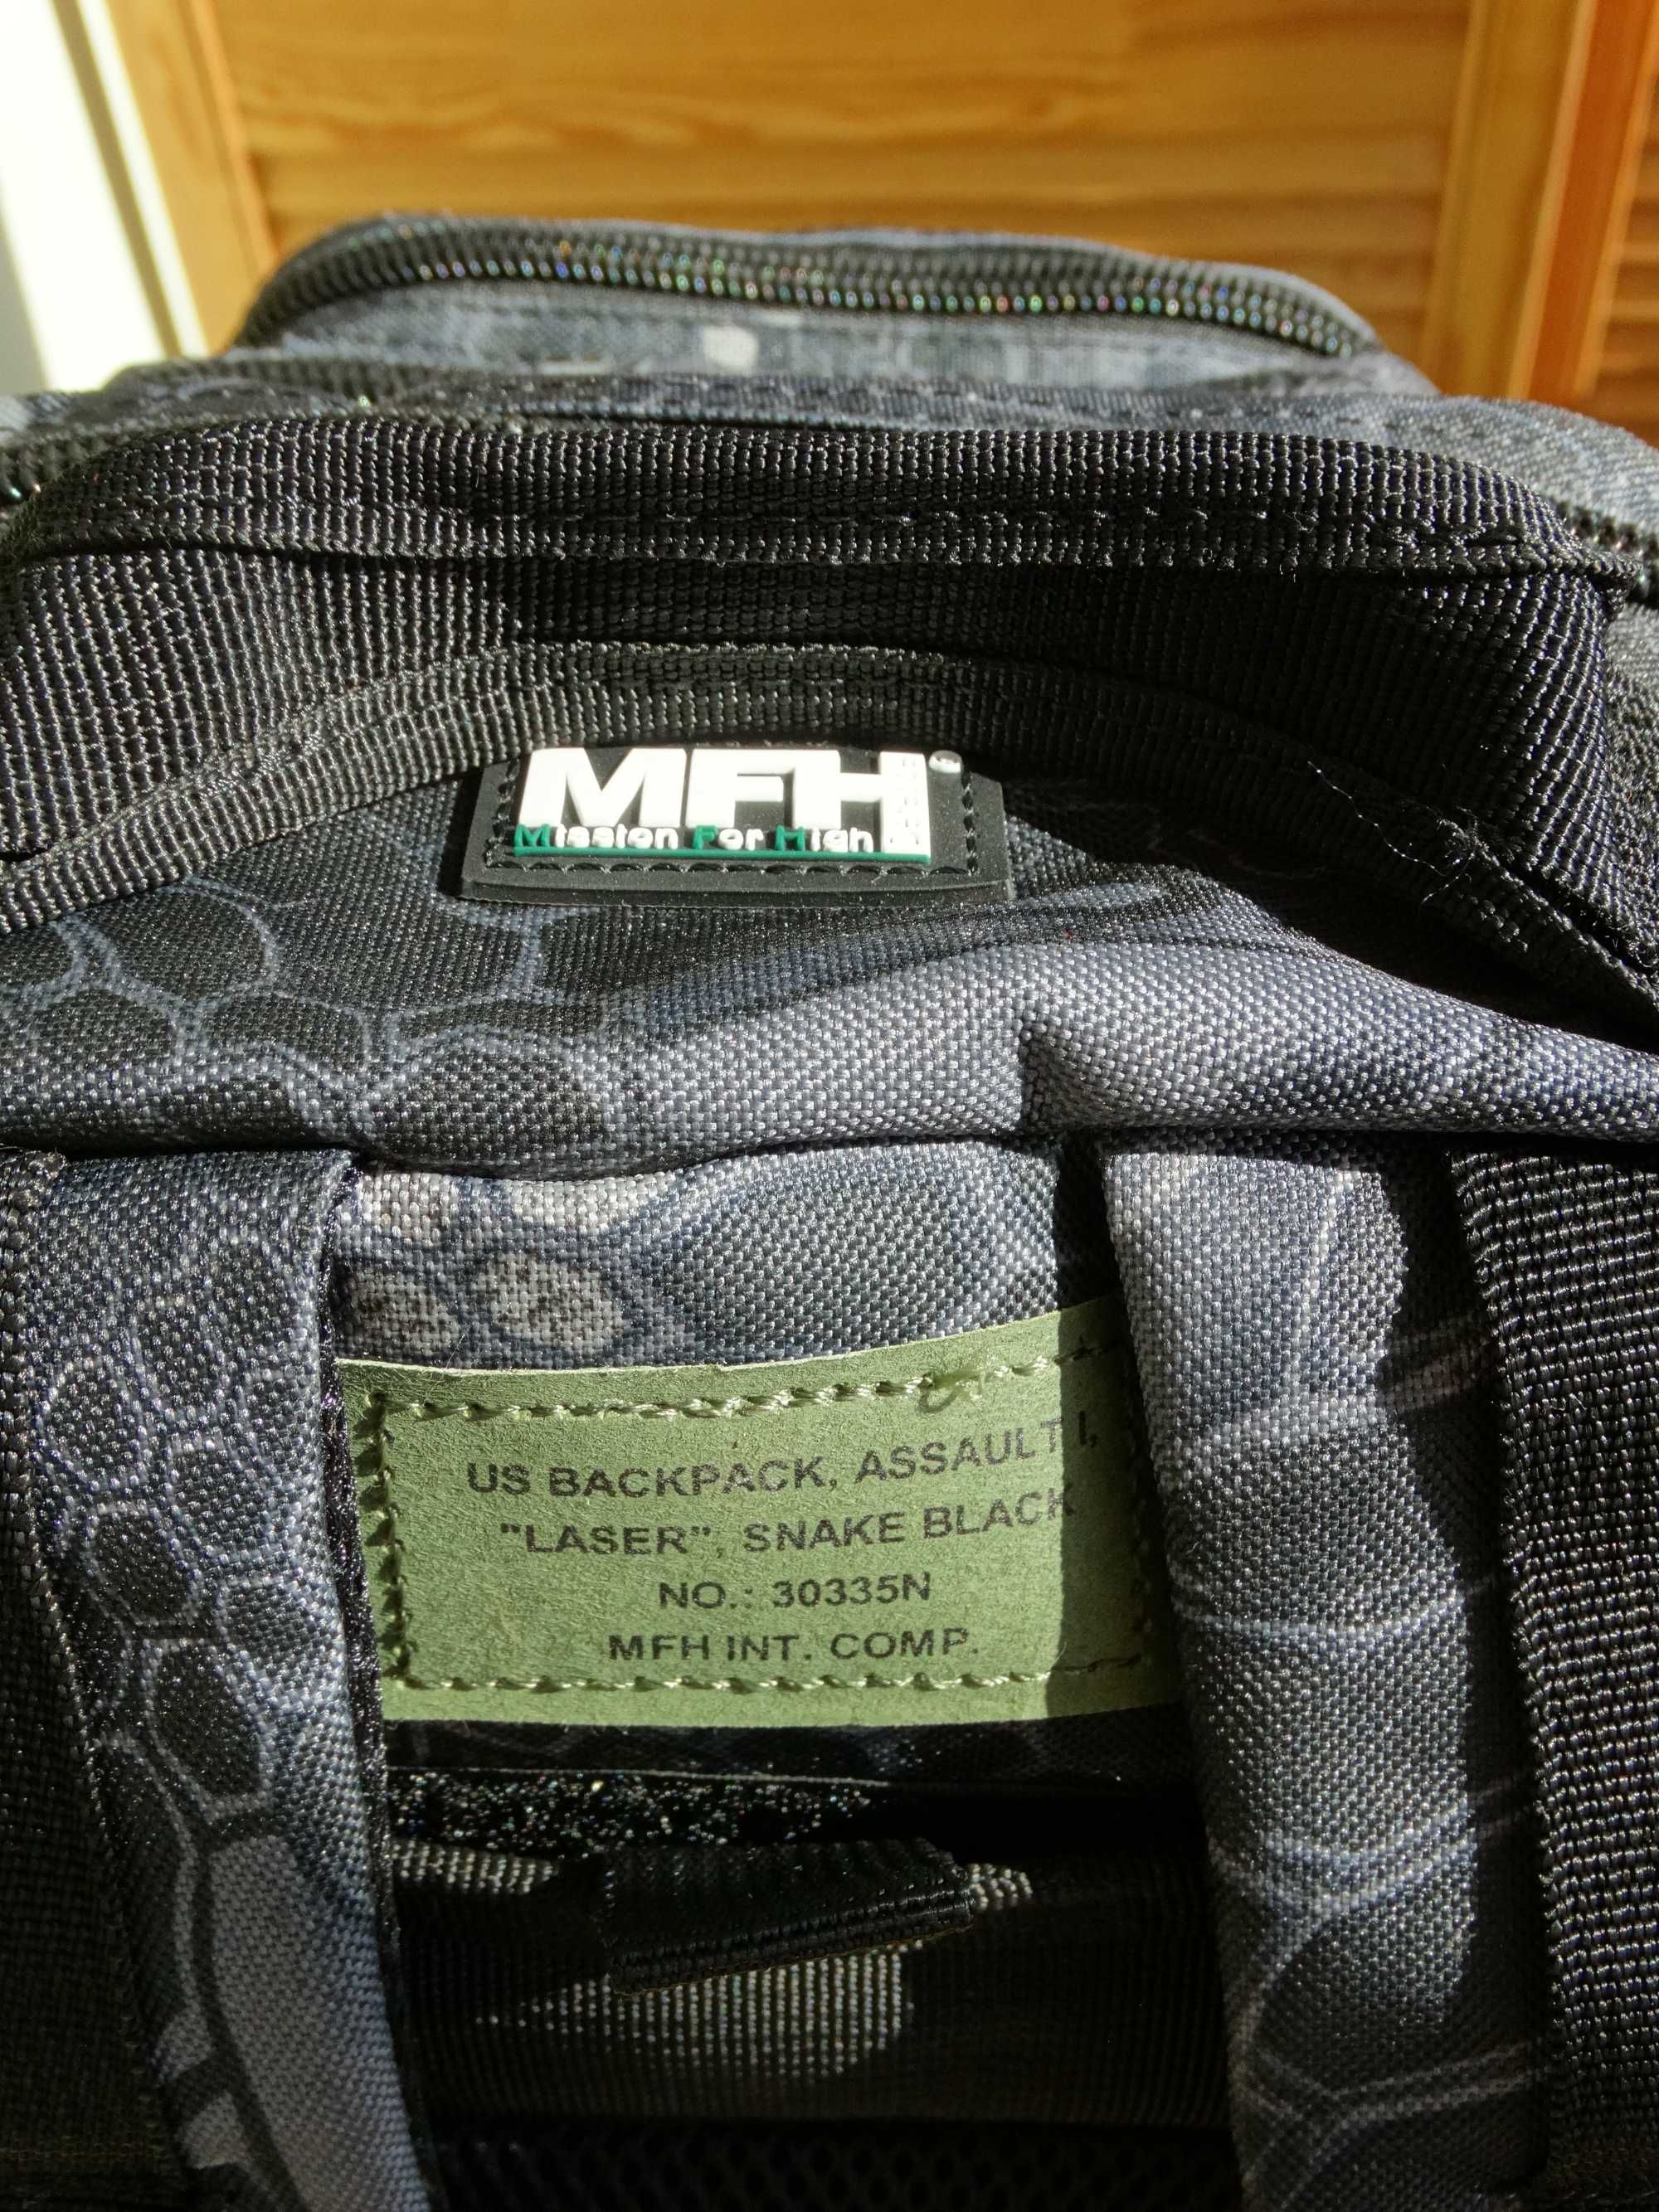 MFH®
Mission For High
US BACKPACK, ASSAULT I,
"LASER", SNAKE BLACK
NO.: 30335N
MFH INT. COMP.